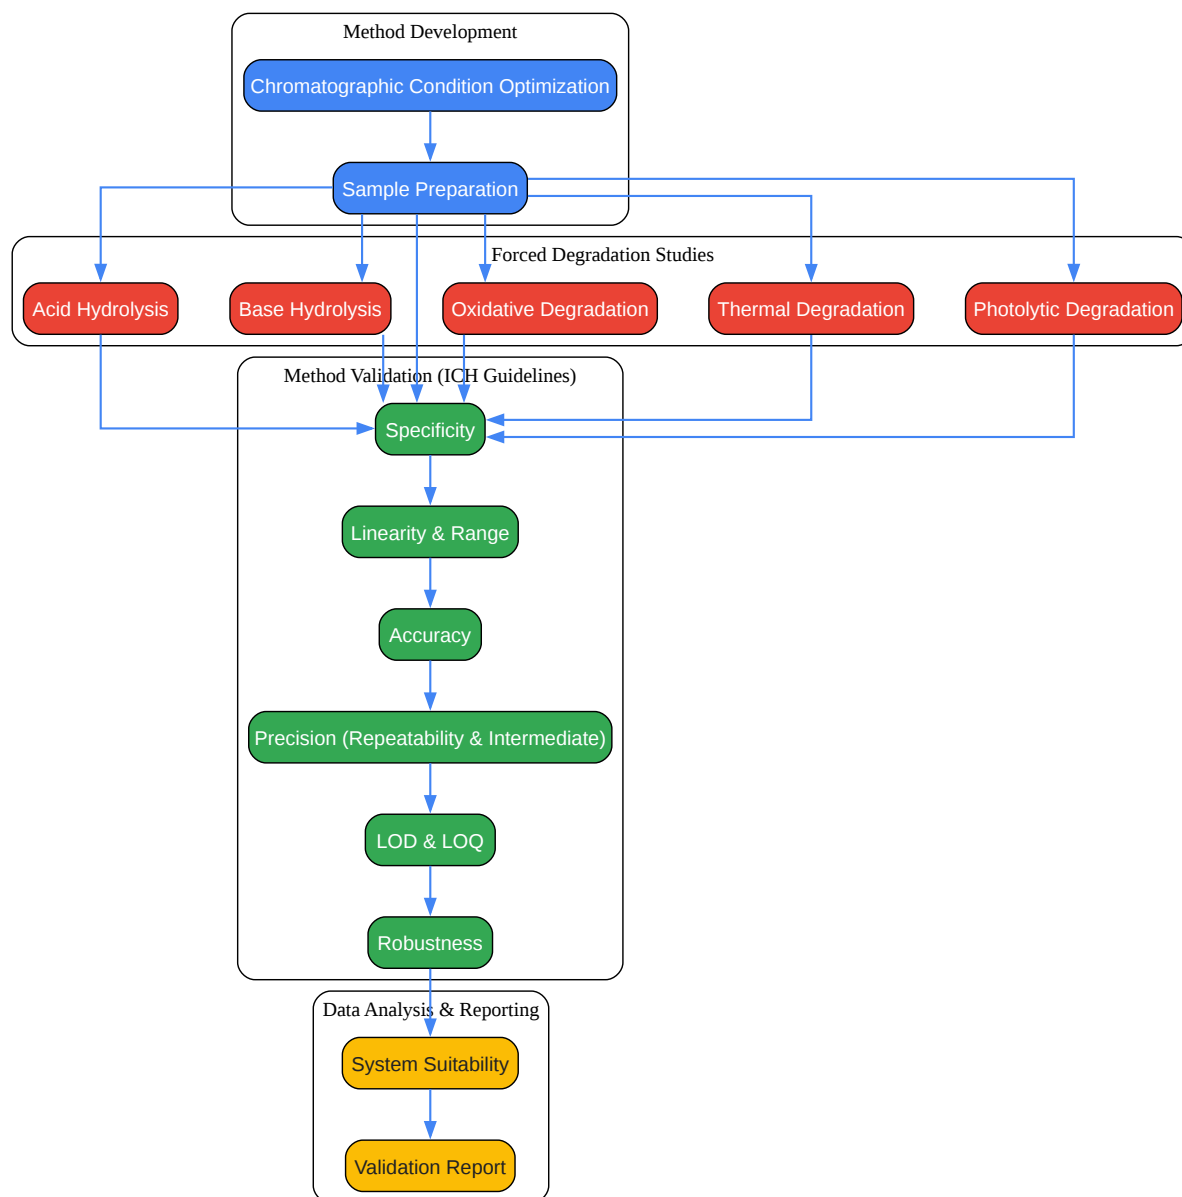 Method Development
Chromatographic Condition Optimization
Sample Preparation
Forced Degradation Studies
Acid Hydrolysis
Base Hydrolysis
Oxidative Degradation
Thermal Degradation
Photolytic Degradation
Method Validation (ICH Guidelines)
Specificity
Linearity & Range
Accuracy
Precision (Repeatability & Intermediate)
LOD & LOQ
Robustness
Data Analysis & Reporting
System Suitability
Validation Report